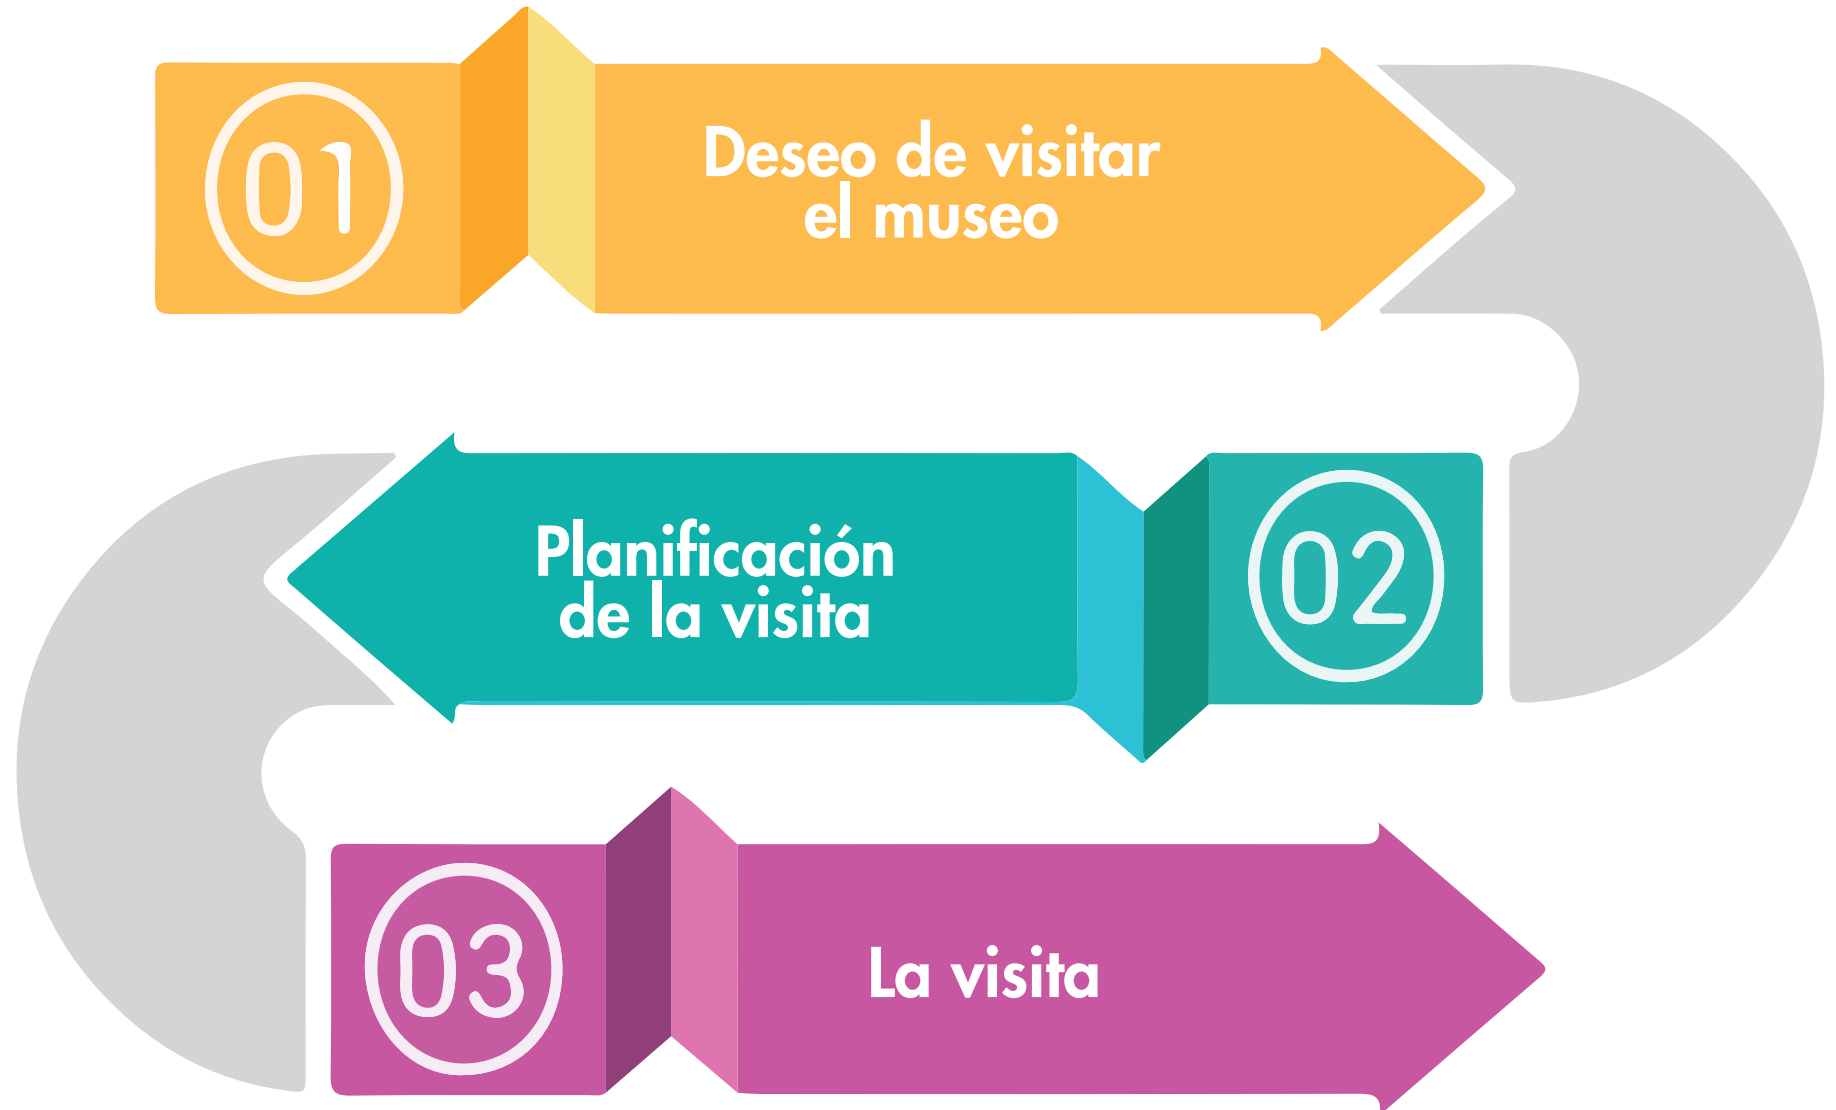 01
Deseo de visitar
el museo
Planificación
de la visita
02
03
La visita